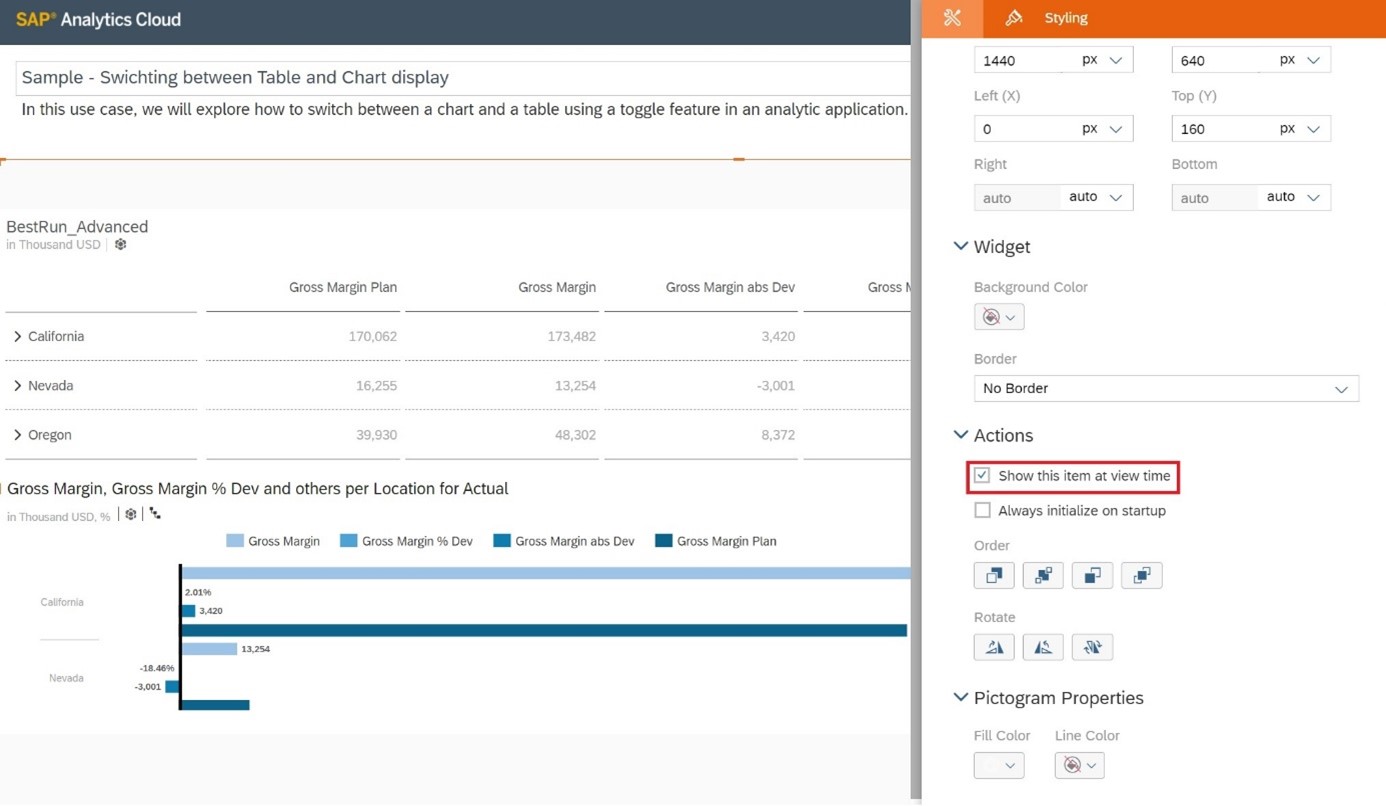 SAP® Analytics Cloud
Sample - Swichting between Table and Chart display
In this use case, we will explore how to switch between a chart and a table using a toggle feature in an analytic application.
BestRun_Advanced
in Thousand USD
Gross Margin Plan Gross Margin Gross Margin abs Dev Gross M
California 170,062 173,482 3,420
Nevada 16,255 13,254 -3,001
Oregon 39,930 48,302 8,372
Gross Margin, Gross Margin % Dev and others per Location for Actual
in Thousand USD, %
Gross Margin Gross Margin % Dev Gross Margin abs Dev Gross Margin Plan
2.01%
California
3,420
13,254
-18.46%
Nevada
-3,001
Styling
1440 px 640 px
Left (X) Top (Y)
0 px 160 px
Right Bottom
auto auto auto auto
Widget
Background Color
Border
No Border
Actions
Show this item at view time
Always initialize on startup
Order
Rotate
Pictogram Properties
Fill Color Line Color